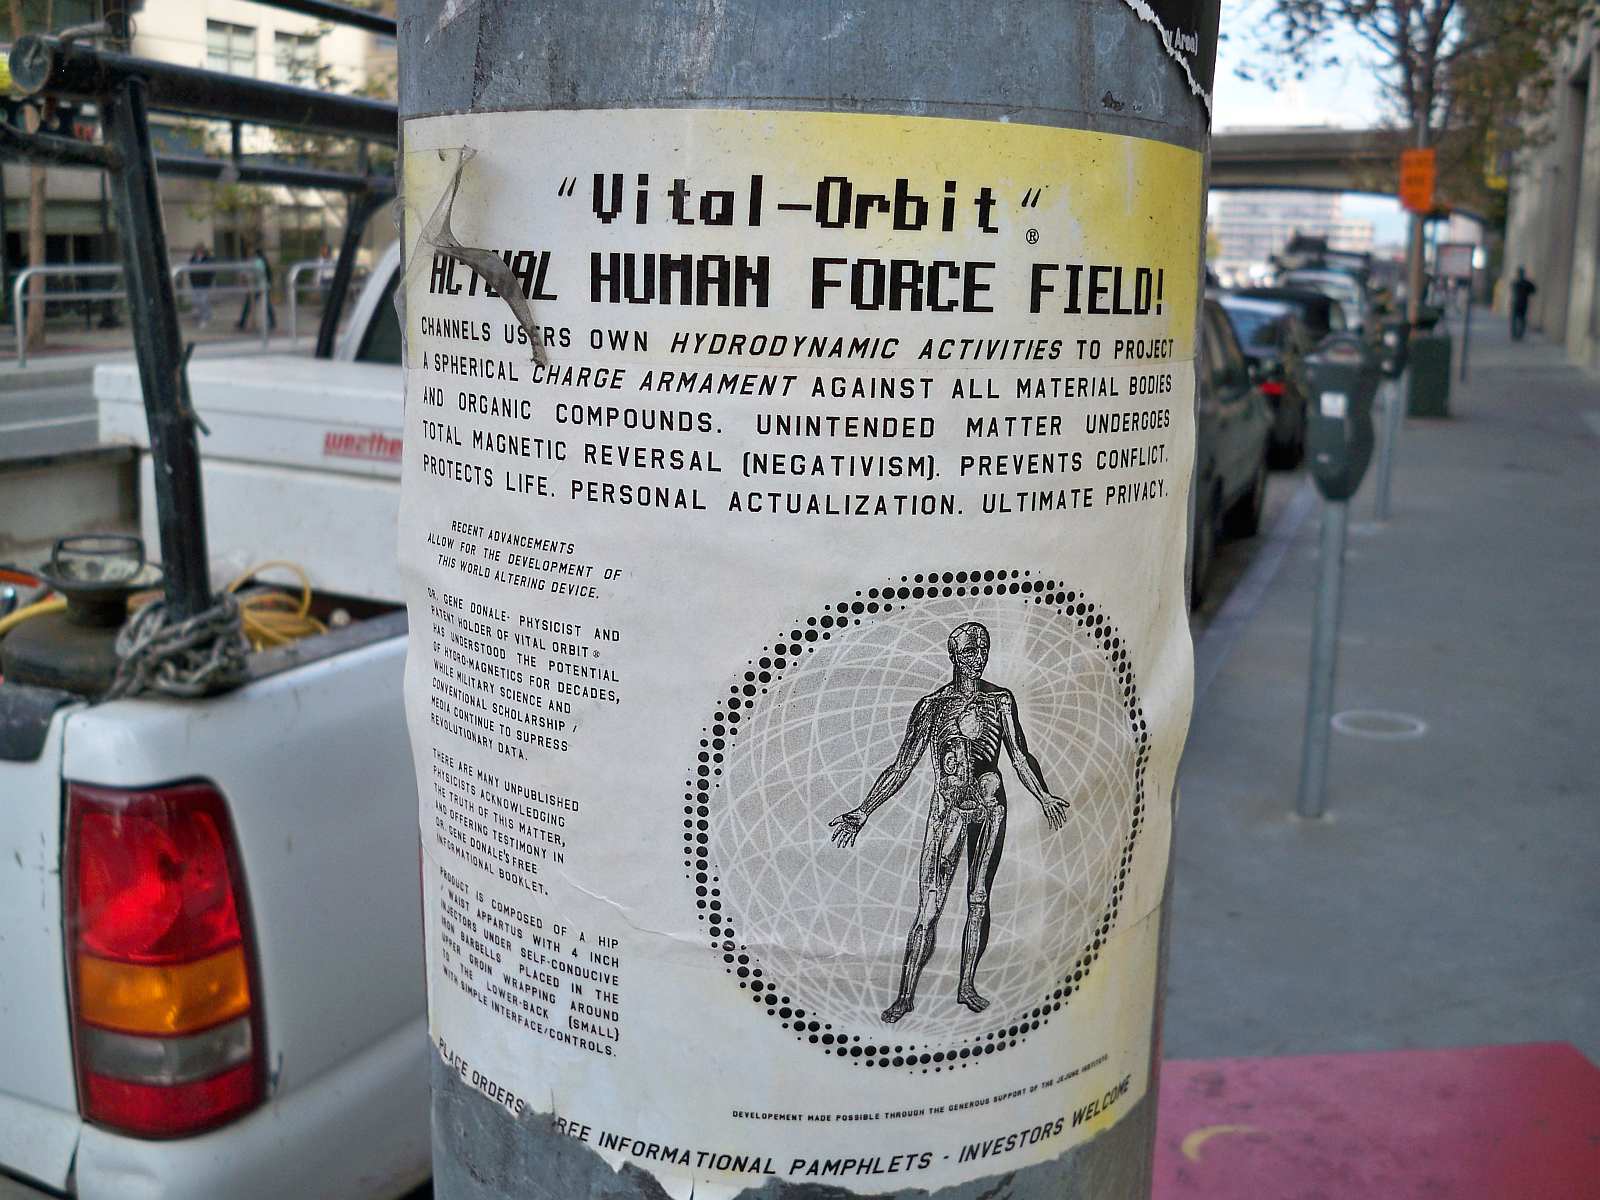 "Vital-Orbit"®
ACTUAL HUMAN FORCE FIELD!
CHANNELS USERS OWN HYDRODYNAMIC ACTIVITIES TO PROJECT
A SPHERICAL CHARGE ARMAMENT AGAINST ALL MATERIAL BODIES
AND ORGANIC COMPOUNDS. UNINTENDED MATTER UNDERGOES
TOTAL MAGNETIC REVERSAL (NEGATIVISM). PREVENTS CONFLICT.
PROTECTS LIFE. PERSONAL ACTUALIZATION. ULTIMATE PRIVACY.
RECENT ADVANCEMENTS
ALLOW FOR THE DEVELOPMENT OF
THIS WORLD ALTERING DEVICE.
DR. GENE DONALE- PHYSICIST AND
PATENT HOLDER OF VITAL ORBIT®
HAS UNDERSTOOD THE POTENTIAL
OF HYDRO-MAGNETICS FOR DECADES,
WHILE MILITARY SCIENCE AND
CONVENTIONAL SCHOLARSHIP /
MEDIA CONTINUE TO SUPRESS
REVOLUTIONARY DATA.
THERE ARE MANY UNPUBLISHED
PHYSICISTS ACKNOWLEDGING
THE TRUTH OF THIS MATTER,
AND OFFERING TESTIMONY IN
DR. GENE DONALE'S FREE
INFORMATIONAL BOOKLET.
PRODUCT IS COMPOSED OF A HIP
/ WAIST APPARTUS WITH 4 INCH
INJECTORS UNDER SELF-CONDUCIVE
IRON BARBELLS PLACED IN THE
UPPER GROIN WRAPPING AROUND
TO THE LOWER-BACK (SMALL)
WITH SIMPLE INTERFACE/CONTROLS.
DEVELOPEMENT MADE POSSIBLE THROUGH THE GENEROUS SUPPORT OF THE JEJUNE INSTITUTE.
PLACE ORDERS REE INFORMATIONAL PAMPHLETS - INVESTORS WELCOME
y Area)
weathe